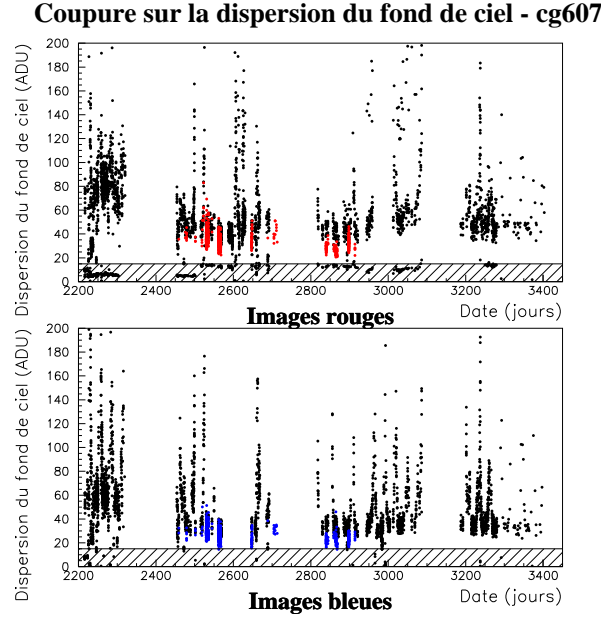 Coupure sur la dispersion du fond de ciel - cg607
Dispersion du fond de ciel (ADU)
200
180
160
140
120
100
80
60
40
20
0
2200 2400 2600 2800 3000 3200 3400
Date (jours)
Images rouges
Dispersion du fond de ciel (ADU)
200
180
160
140
120
100
80
60
40
20
0
2200 2400 2600 2800 3000 3200 3400
Date (jours)
Images bleues